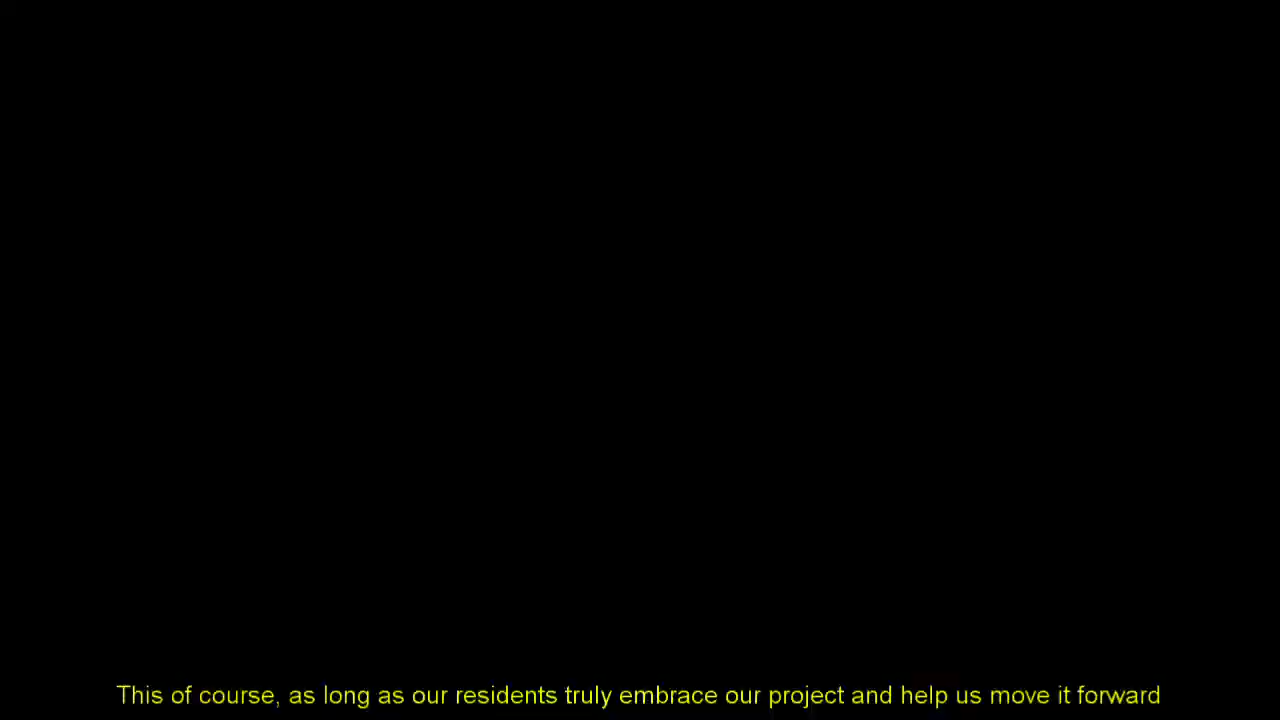 This of course, as long as our residents truly embrace our project and help us move it forward